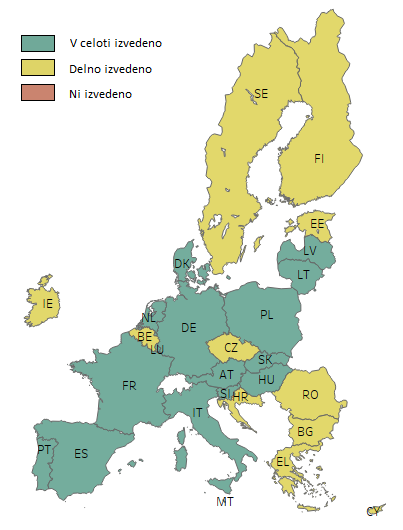 V celoti izvedeno
Delno izvedeno
Ni izvedeno
SE
FI
EE
LV
LT
DK
IE
NL
DE
PL
BE
LU
CZ
SK
AT
HU
FR
SI
HR
RO
IT
BG
PT
ES
EL
MT
CY